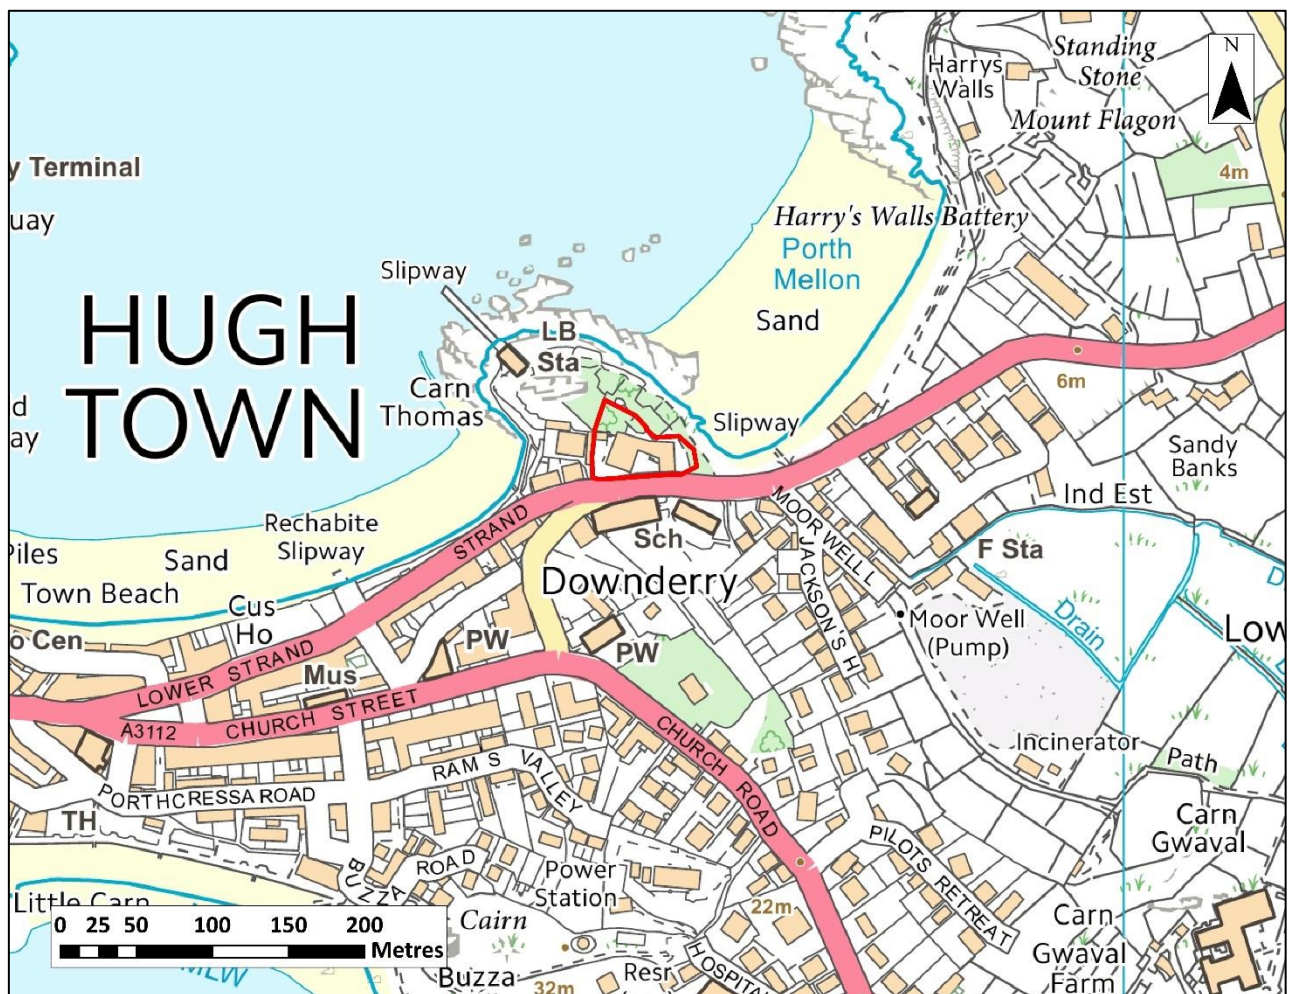 Standing
Stone
N
Harrys
Walls
Mount Flagon
y Terminal
4m
uay
Harry's Walls Battery
Porth
Mellon
Slipway
HUGH
TOWN
Sand
LB
Sta
6m
Carn
Thomas
d
ay
Slipway
Sandy
Banks
Ind Est
MOOR WELL L
Rechabite
Slipway
STRAND
Sch
F Sta
Piles
Sand
JACKSON'S H
Downderry
Town Beach
Drain
D
Cus
Ho
Moor Well
(Pump)
Low
o Cen
PW
PW
LOWER STRAND
Mus
CHURCH STREET
A3112
CHURCH ROAD
Incinerator
Path
RAM S VALLEY
PORTHCRESSA ROAD
TH
Carn
Gwaval
PILOTS RETREAT
BUZZA ROAD
Power
Station
22m
Little Carn
Cairn
Carn
Gwaval
Farm
0 25 50 100 150 200
Metres
MLW
Buzza
32m
Resr
HOSPITA